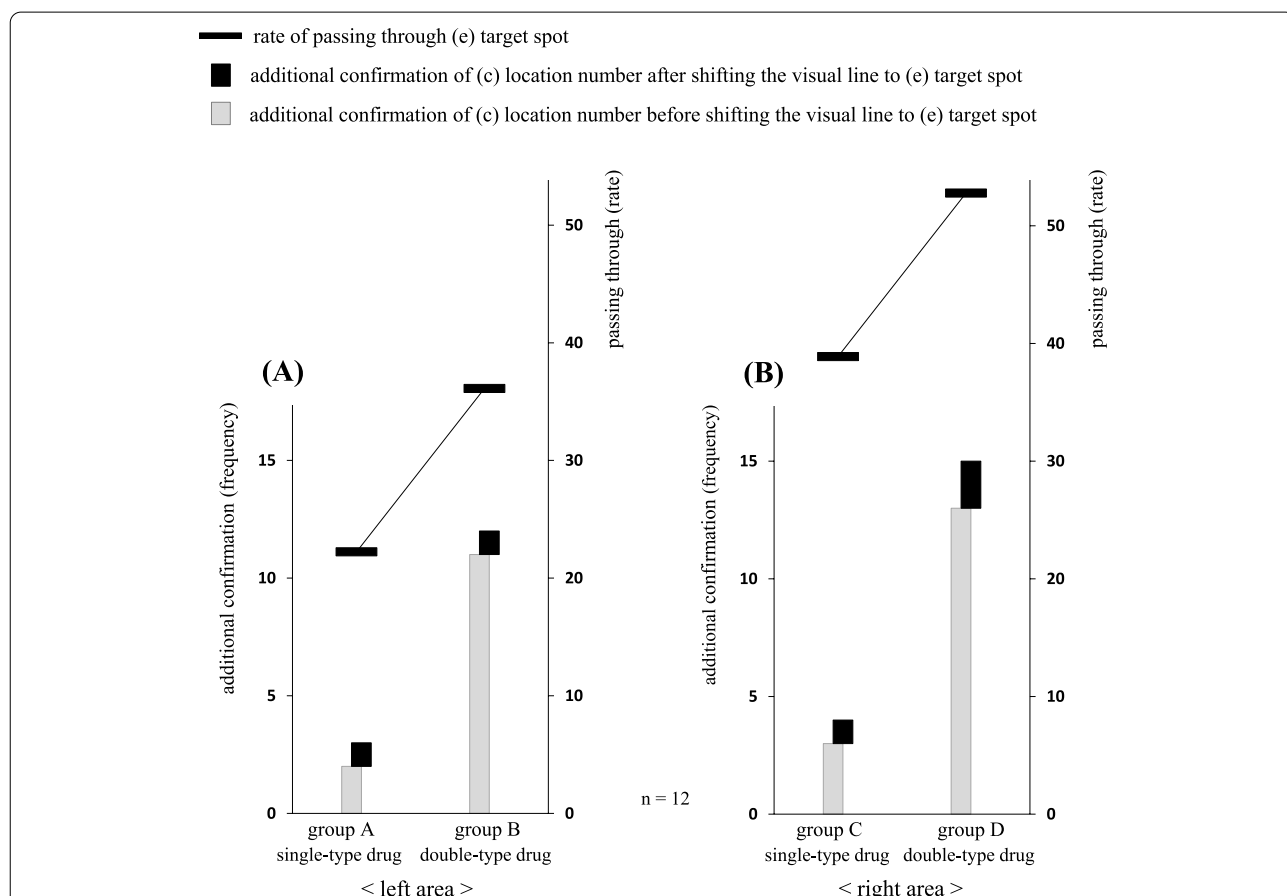 rate of passing through (e) target spot
additional confirmation of (c) location number after shifting the visual line to (e) target spot
additional confirmation of (c) location number before shifting the visual line to (e) target spot
(A)
additional confirmation (frequency)
15
10
5
0
passing through (rate)
50
40
30
20
10
0
group A
single-type drug
group B
double-type drug
< left area >
n = 12
(B)
additional confirmation (frequency)
15
10
5
0
passing through (rate)
50
40
30
20
10
0
group C
single-type drug
group D
double-type drug
< right area >